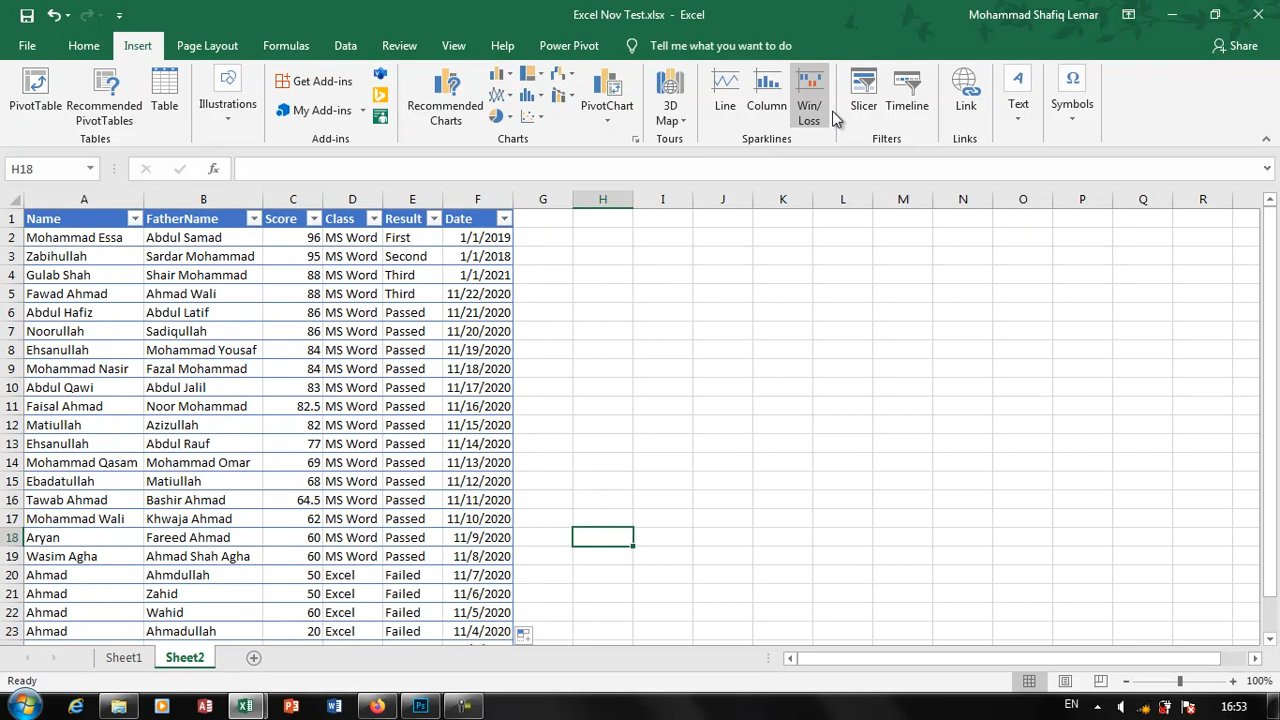 Excel Nov Test.xlsx - Excel
Mohammad Shafiq Lemar
File Home Insert Page Layout Formulas Data Review View Help Power Pivot Tell me what you want to do Share
PivotTable Recommended PivotTables Table
Tables
Illustrations
Get Add-ins
My Add-ins
Add-ins
Recommended Charts
PivotChart
Charts
3D Map
Tours
Line Column Win/ Loss
Sparklines
Slicer Timeline
Filters
Link
Links
Text
Symbols
H18
fx
A B C D E F G H I J K L M N O P Q R
1 Name FatherName Score Class Result Date
2 Mohammad Essa Abdul Samad 96 MS Word First 1/1/2019
3 Zabihullah Sardar Mohammad 95 MS Word Second 1/1/2018
4 Gulab Shah Shair Mohammad 88 MS Word Third 1/1/2021
5 Fawad Ahmad Ahmad Wali 88 MS Word Third 11/22/2020
6 Abdul Hafiz Abdul Latif 86 MS Word Passed 11/21/2020
7 Noorullah Sadiqullah 86 MS Word Passed 11/20/2020
8 Ehsanullah Mohammad Yousaf 84 MS Word Passed 11/19/2020
9 Mohammad Nasir Fazal Mohammad 84 MS Word Passed 11/18/2020
10 Abdul Qawi Abdul Jalil 83 MS Word Passed 11/17/2020
11 Faisal Ahmad Noor Mohammad 82.5 MS Word Passed 11/16/2020
12 Matiullah Azizullah 82 MS Word Passed 11/15/2020
13 Ehsanullah Abdul Rauf 77 MS Word Passed 11/14/2020
14 Mohammad Qasam Mohammad Omar 69 MS Word Passed 11/13/2020
15 Ebadatullah Matiullah 68 MS Word Passed 11/12/2020
16 Tawab Ahmad Bashir Ahmad 64.5 MS Word Passed 11/11/2020
17 Mohammad Wali Khwaja Ahmad 62 MS Word Passed 11/10/2020
18 Aryan Fareed Ahmad 60 MS Word Passed 11/9/2020
19 Wasim Agha Ahmad Shah Agha 60 MS Word Passed 11/8/2020
20 Ahmad Ahmdullah 50 Excel Failed 11/7/2020
21 Ahmad Zahid 50 Excel Failed 11/6/2020
22 Ahmad Wahid 60 Excel Failed 11/5/2020
23 Ahmad Ahmadullah 20 Excel Failed 11/4/2020
Sheet1 Sheet2
Ready
100%
EN 16:53